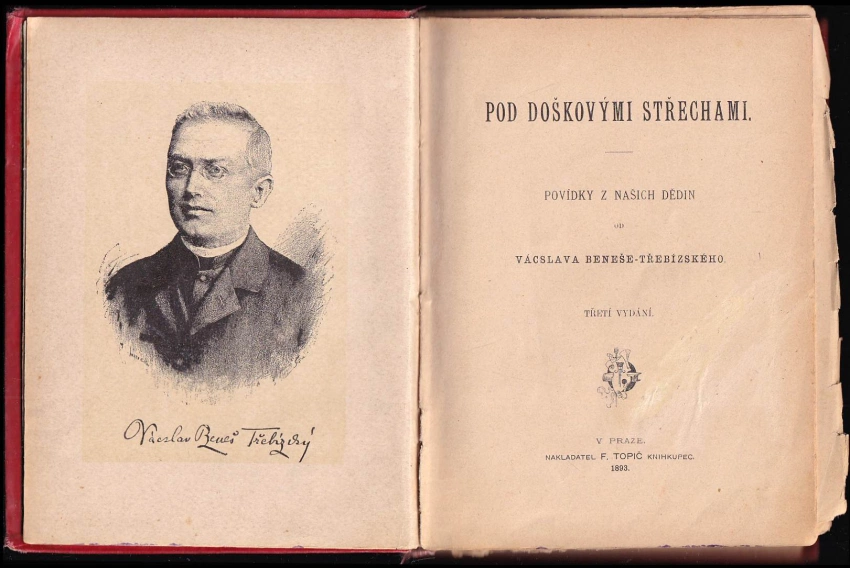 Václav Beneš Třebízský
POD DOŠKOVÝMI STŘECHAMI.
POVÍDKY Z NAŠICH DĚDIN
OD
VÁCSLAVA BENEŠE-TŘEBÍZSKÉHO.
TŘETÍ VYDÁNÍ.
V PRAZE.
NAKLADATEL F. TOPIČ KNIHKUPEC.
1893.